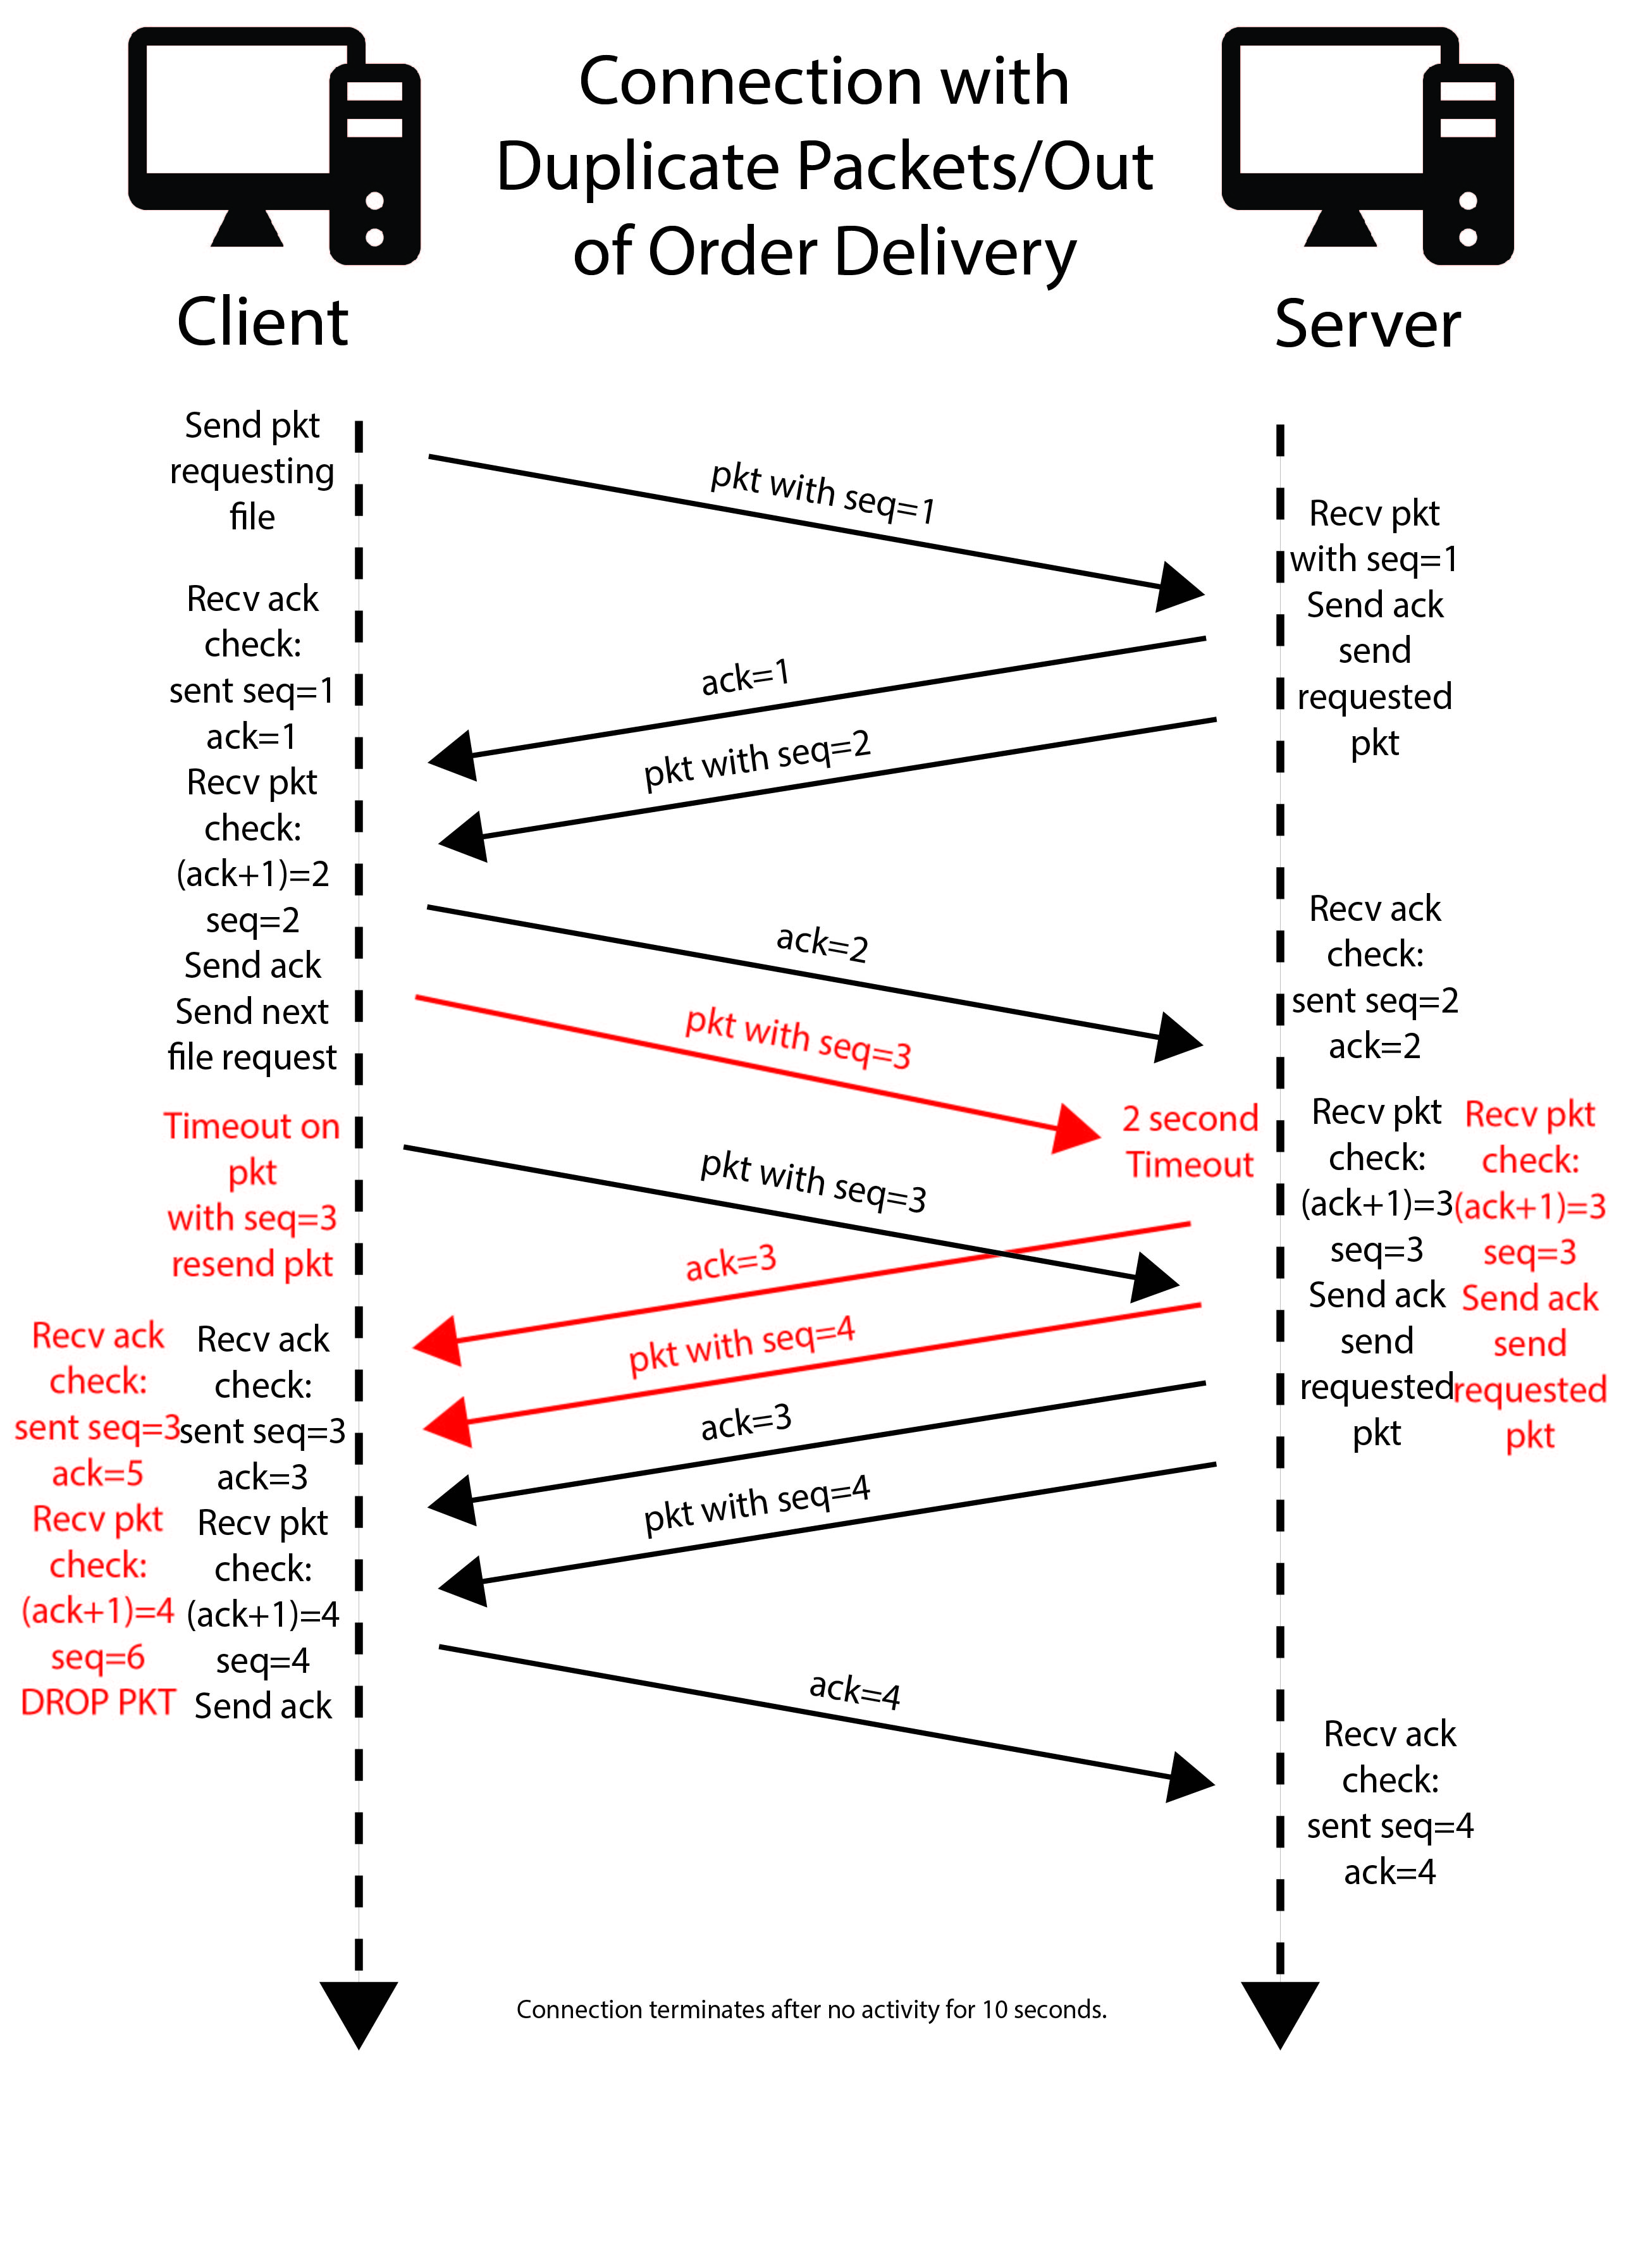 Connection with
Duplicate Packets/Out
of Order Delivery
Client
Server
Send pkt
requesting
file
pkt with seq=1
Recv pkt
with seq=1
Send ack
send
requested
pkt
Recv ack
check:
sent seq=1
ack=1
Recv pkt
check:
(ack+1)=2
seq=2
Send ack
Send next
file request
ack=1
pkt with seq=2
ack=2
Recv ack
check:
sent seq=2
ack=2
pkt with seq=3
2 second
Timeout
Timeout on
pkt
with seq=3
resend pkt
pkt with seq=3
Recv pkt
check:
(ack+1)=3
seq=3
Send ack
send
requested
pkt
Recv pkt
check:
(ack+1)=3
seq=3
Send ack
send
requested
pkt
ack=3
pkt with seq=4
ack=3
pkt with seq=4
Recv ack
check:
sent seq=3
ack=5
Recv pkt
check:
(ack+1)=4
seq=6
DROP PKT
Recv ack
check:
sent seq=3
ack=3
Recv pkt
check:
(ack+1)=4
seq=4
Send ack
ack=4
Recv ack
check:
sent seq=4
ack=4
Connection terminates after no activity for 10 seconds.